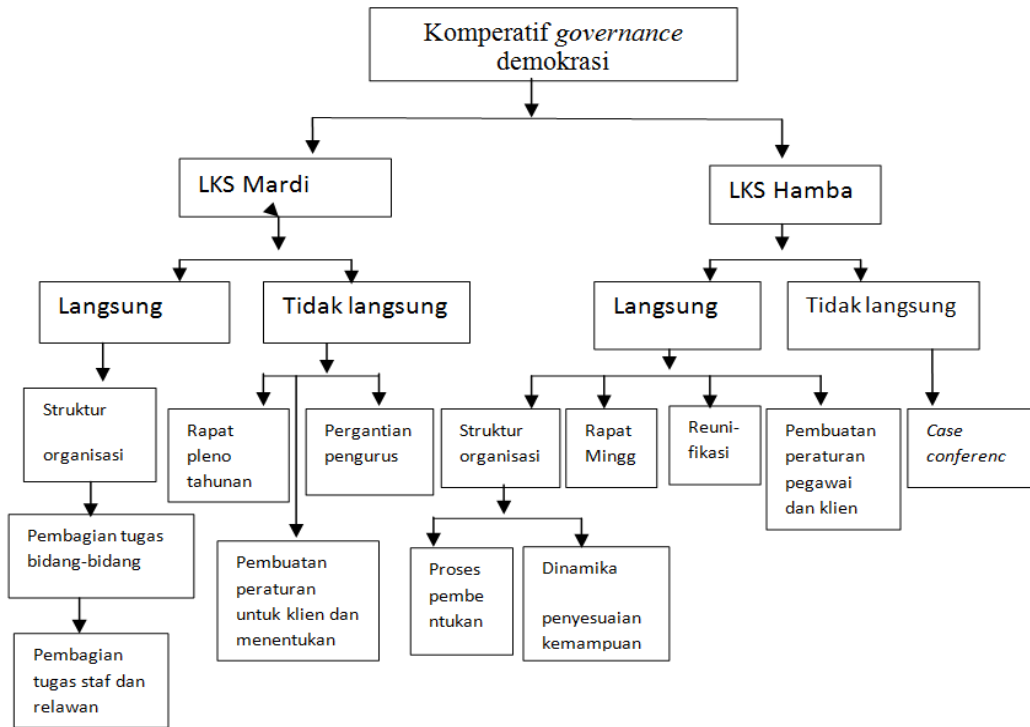 Komperatif governance
demokrasi
LKS Mardi
LKS Hamba
Langsung
Tidak langsung
Langsung
Tidak langsung
Struktur
organisasi
Rapat
pleno
tahunan
Pergantian
pengurus
Struktur
organisasi
Rapat
Mingg
Reuni-
fikasi
Pembuatan
peraturan
pegawai
dan klien
Case
conferenc
Pembagian tugas
bidang-bidang
Pembuatan
peraturan
untuk klien dan
menentukan
Proses
pembe
ntukan
Dinamika
penyesuaian
kemampuan
Pembagian
tugas staf dan
relawan